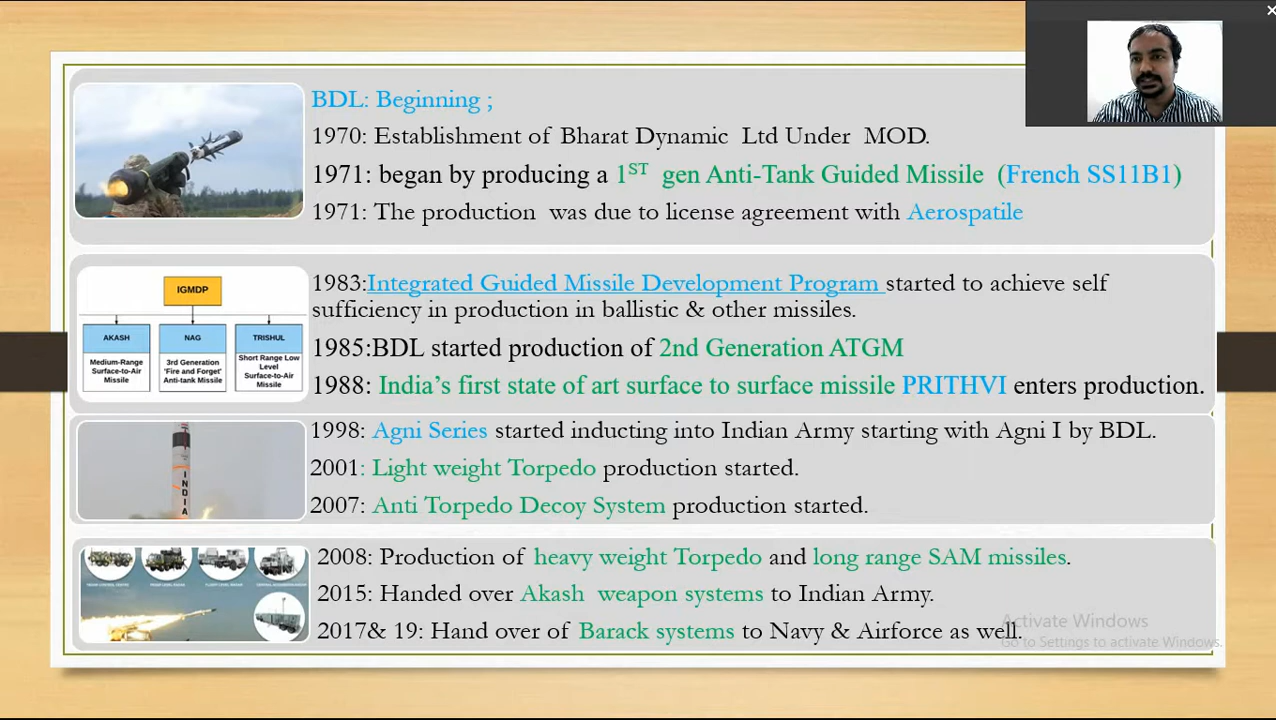 BDL: Beginning ;
1970: Establishment of Bharat Dynamic Ltd Under MOD.
1971: began by producing a 1ST gen Anti-Tank Guided Missile (French SS11B1)
1971: The production was due to license agreement with Aerospatile
IGMDP
AKASH
Medium-Range
Surface-to-Air
Missile
NAG
3rd Generation
'Fire and Forget'
Anti-tank Missile
TRISHUL
Short Range Low
Level
Surface-to-Air
Missile
1983:Integrated Guided Missile Development Program started to achieve self
sufficiency in production in ballistic & other missiles.
1985:BDL started production of 2nd Generation ATGM
1988: India's first state of art surface to surface missile PRITHVI enters production.
INDIA
1998: Agni Series started inducting into Indian Army starting with Agni I by BDL.
2001: Light weight Torpedo production started.
2007: Anti Torpedo Decoy System production started.
2008: Production of heavy weight Torpedo and long range SAM missiles.
2015: Handed over Akash weapon systems to Indian Army.
2017& 19: Hand over of Barack systems to Navy & Airforce as well.
Activate Windows
Go to Settings to activate Windows.